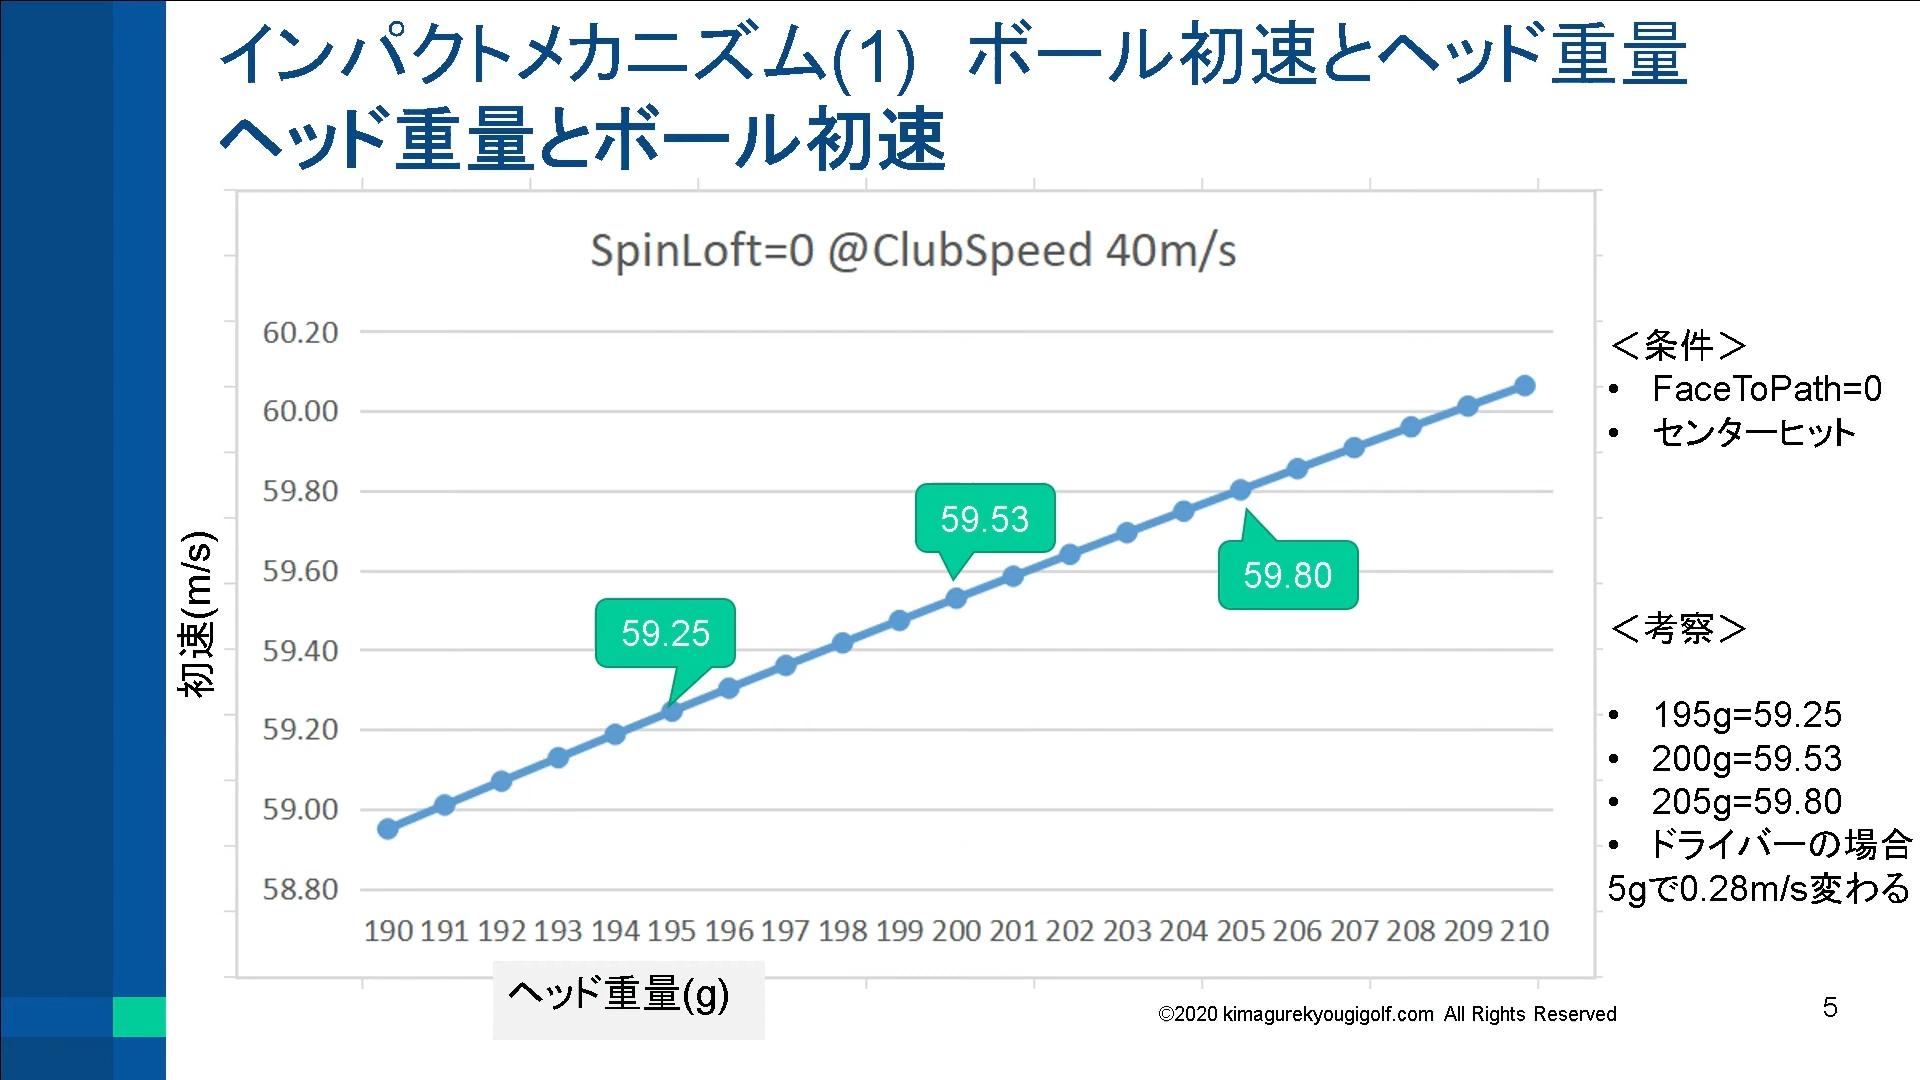 インパクトメカニズム(1)　ボール初速とヘッド重量
ヘッド重量とボール初速
SpinLoft=0 @ClubSpeed 40m/s
60.20
60.00
59.80
59.60
59.40
59.20
59.00
58.80
初速(m/s)
59.25
59.53
59.80
190 191 192 193 194 195 196 197 198 199 200 201 202 203 204 205 206 207 208 209 210
ヘッド重量(g)
＜条件＞
• FaceToPath=0
• センターヒット
＜考察＞
• 195g=59.25
• 200g=59.53
• 205g=59.80
• ドライバーの場合
5gで0.28m/s変わる
©2020 kimagurekyougigolf.com All Rights Reserved
5